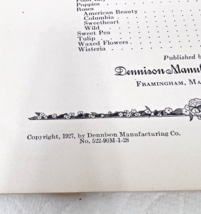 Poppies
Roses
American Beauty
Columbia
Sweetheart
Wild
Sweet Pea
Tulip
Waxed Flowers
Wisteria
Published b
Dennison Manuf
FRAMINGHAM, MA
Copyright, 1927, by Dennison Manufacturing Co.
No. 522-90M-1-28